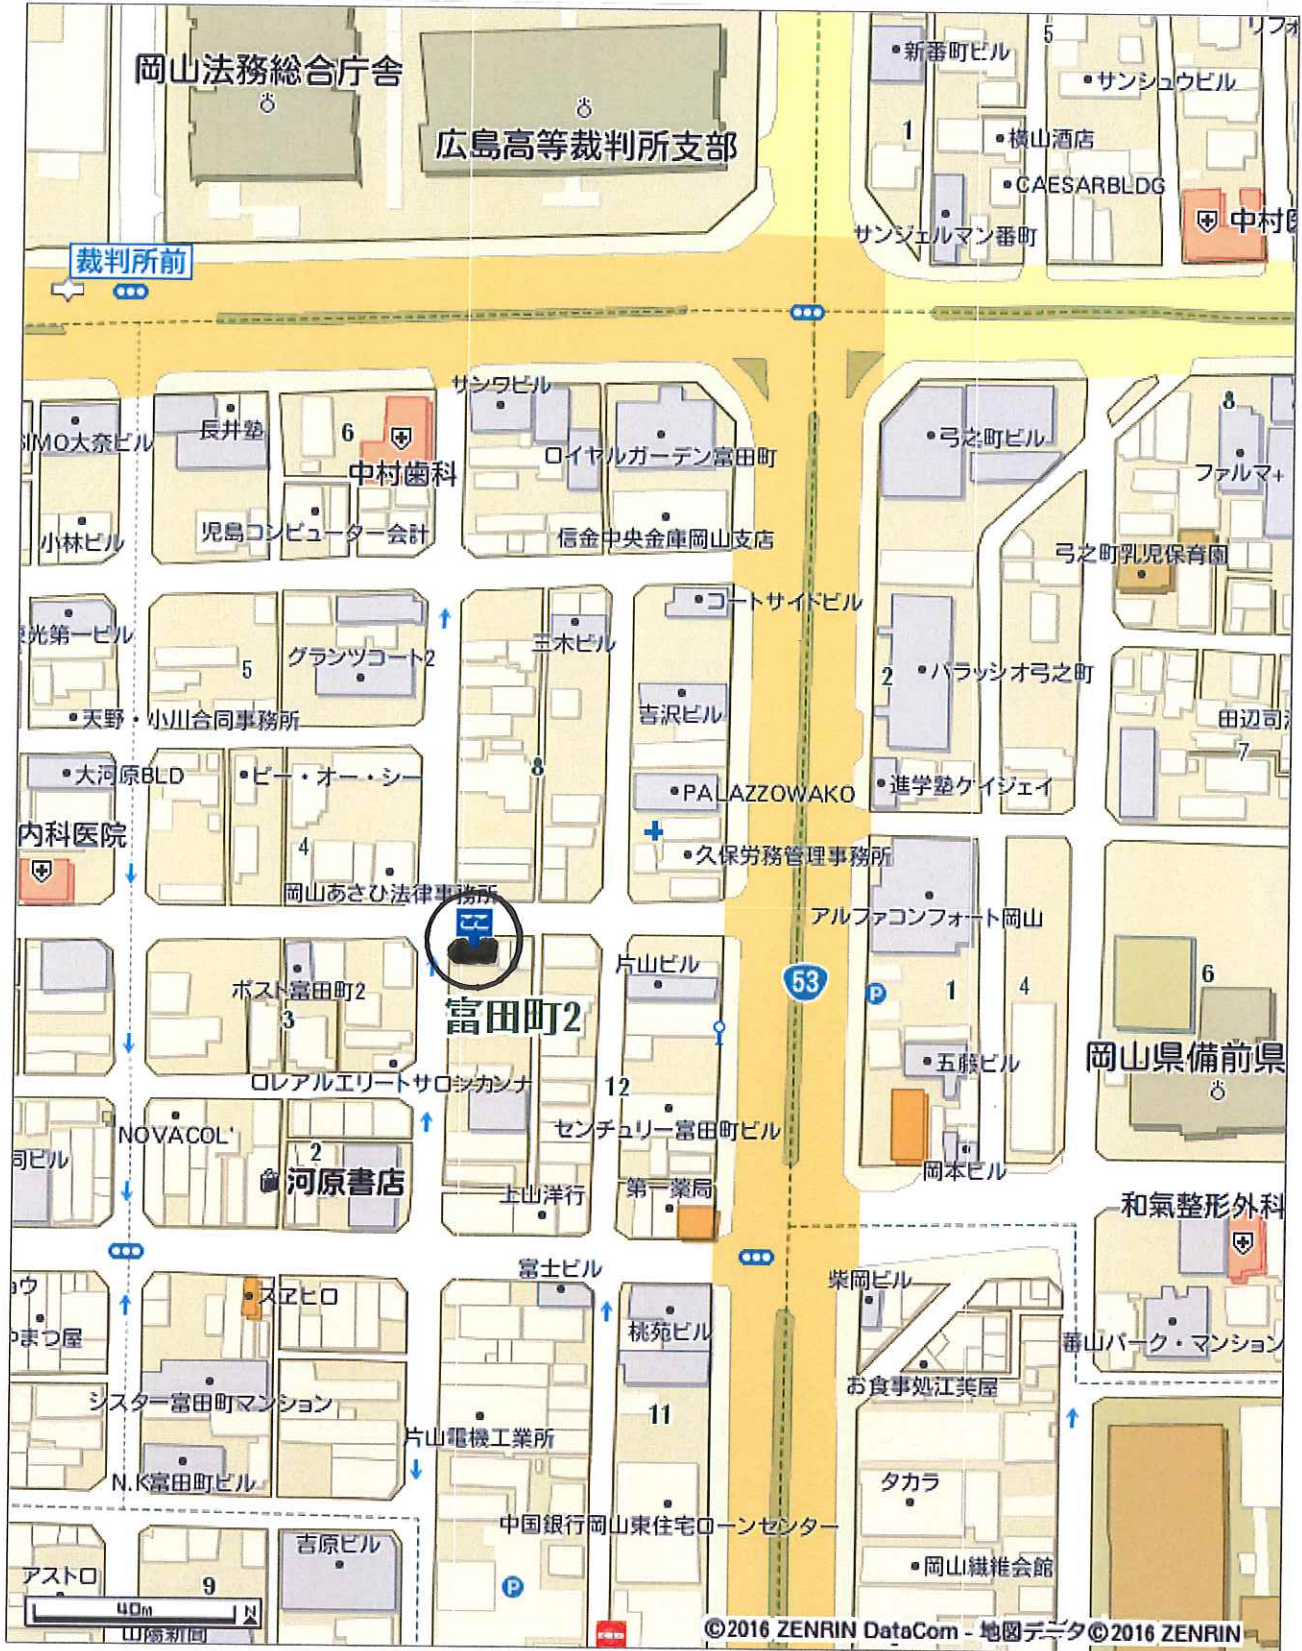 岡山法務総合庁舎
広島高等裁判所支部
新番町ビル
5
サンシュウビル
1
横山酒店
CAESARBLDG
サンジェルマン番町
裁判所前
サンワビル
長井塾
6
中村歯科
ロイヤルガーデン富田町
弓之町ビル
8
ファルマ+
小林ビル
児島コンピューター会計
信金中央金庫岡山支店
弓之町乳児保育園
光第一ビル
コートサイドビル
三木ビル
5
グランツコート2
2
パラッシオ弓之町
吉沢ビル
天野・小川合同事務所
7
大河原BLD
ビー・オー・シー
8
PALAZZOWAKO
進学塾ケイジェイ
内科医院
4
久保労務管理事務所
岡山あさひ法律事務所
アルファコンフォート岡山
ここ
片山ビル
53
P
1
4
6
ポスト富田町2
3
富田町2
五藤ビル
岡山県備前県
ロレアルエリートサロンカンナ
12
センチュリー富田町ビル
NOVACOL'
同ビル
2
河原書店
上山洋行
第一薬局
岡本ビル
和氣整形外科
富士ビル
柴岡ビル
スヱヒロ
桃苑ビル
まつ屋
蕃山パーク・マンション
シスター富田町マンション
お食事処江美屋
11
片山電機工業所
N.K富田町ビル
タカラ
中国銀行岡山東住宅ローンセンター
吉原ビル
アストロ
9
P
岡山繊維会館
40m
N
山陽新聞
©2016 ZENRIN DataCom - 地図データ©2016 ZENRIN